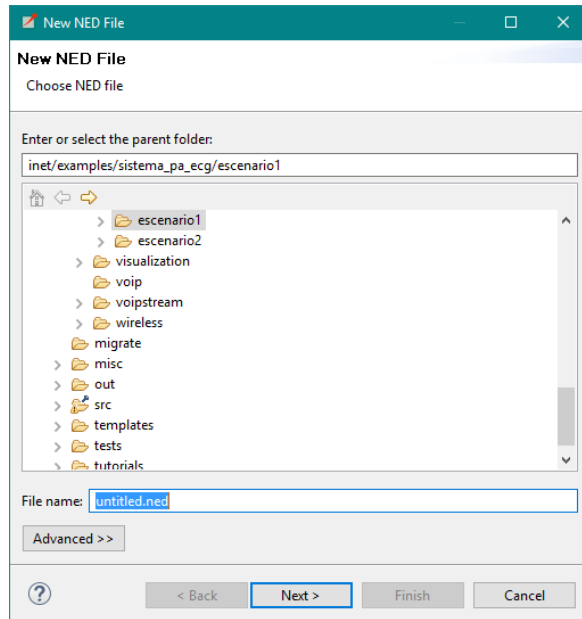 New NED File
New NED File
Choose NED file
Enter or select the parent folder:
inet/examples/sistema_pa_ecg/escenario1
escenario1
escenario2
visualization
voip
voipstream
wireless
migrate
misc
out
src
templates
tests
tutorials
File name: untitled.ned
Advanced >>
? < Back Next > Finish Cancel